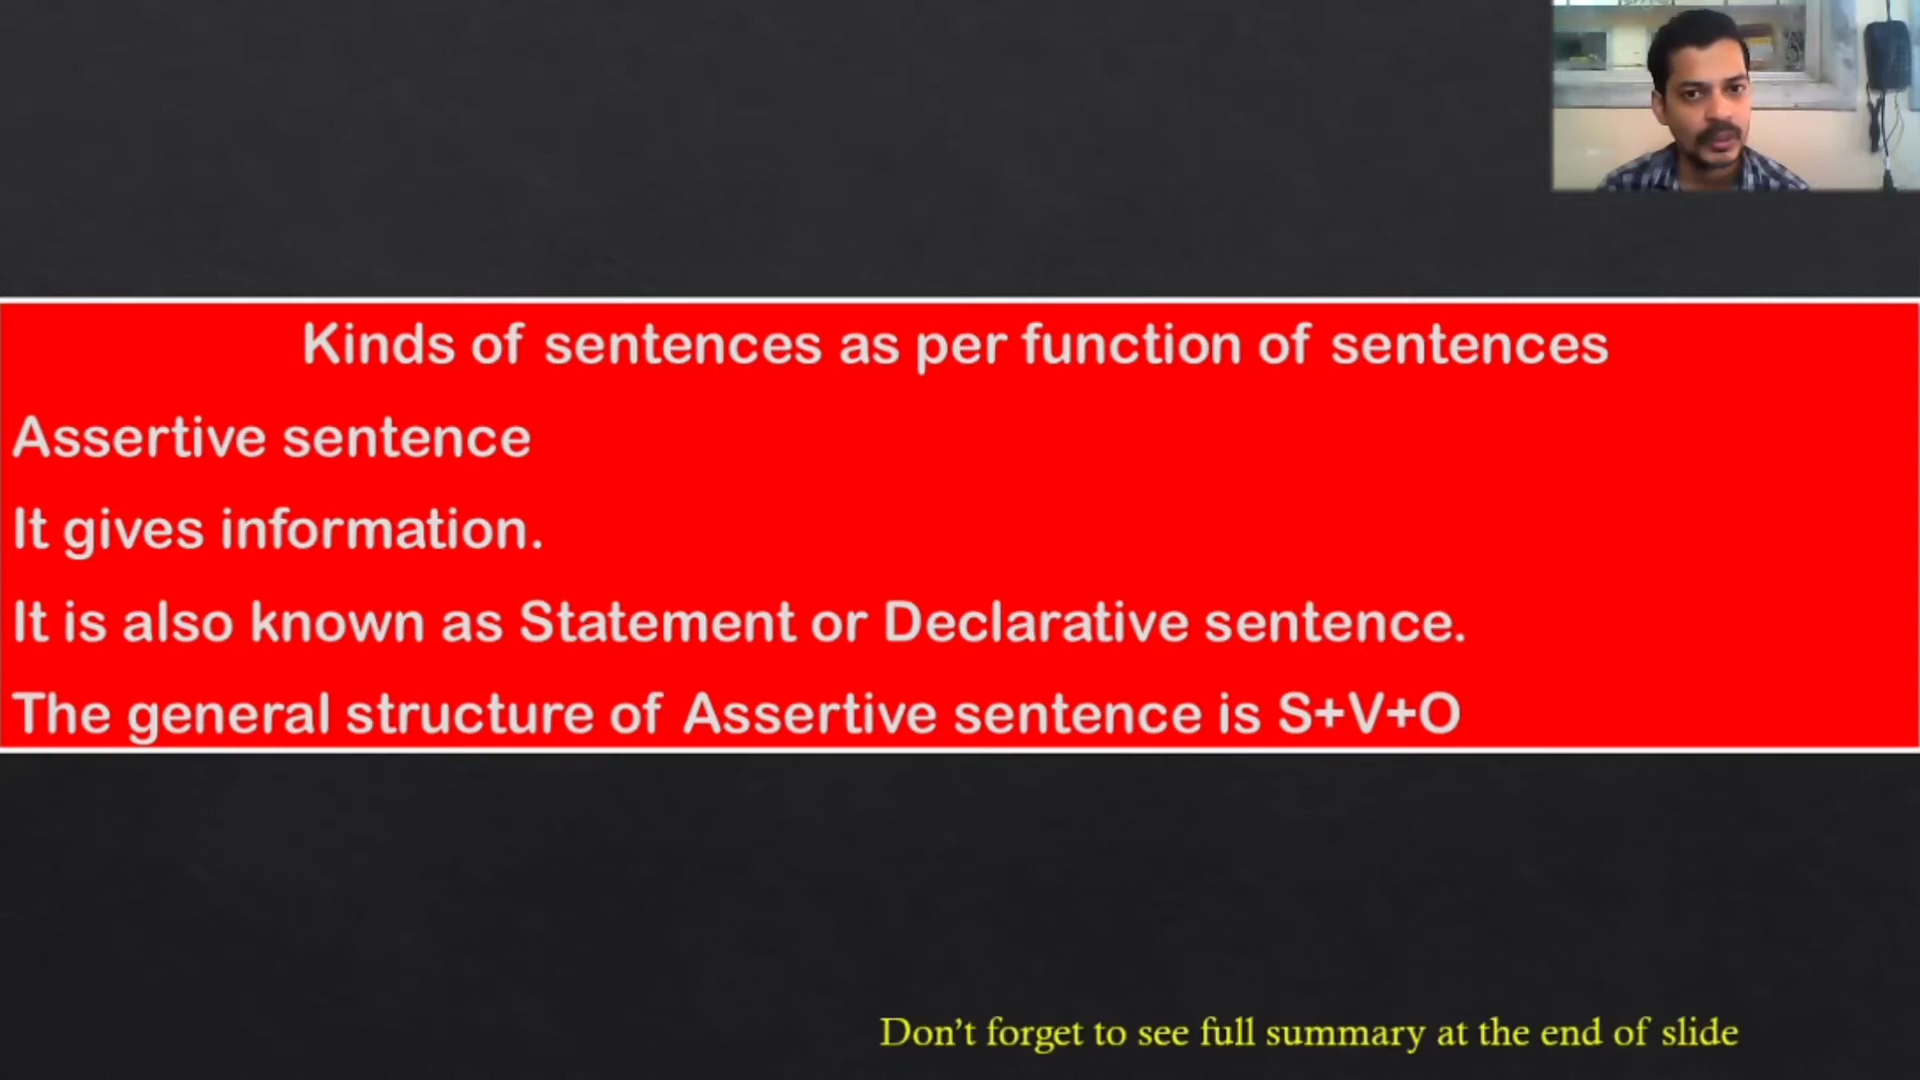 Kinds of sentences as per function of sentences
Assertive sentence
It gives information.
It is also known as Statement or Declarative sentence.
The general structure of Assertive sentence is S+V+O
Don't forget to see full summary at the end of slide